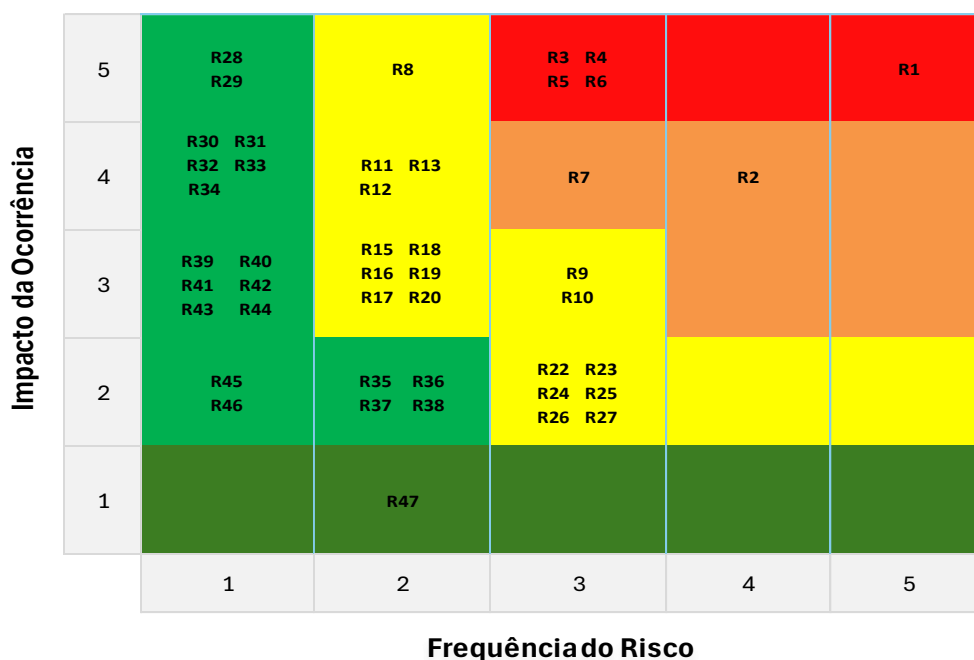 Impacto da Ocorrência
5
R28
R29
R8
R3 R4
R5 R6
R1
4
R30 R31
R32 R33
R34
R11 R13
R12
R7
R2
3
R39 R40
R41 R42
R43 R44
R15 R18
R16 R19
R17 R20
R9
R10
2
R45
R46
R35 R36
R37 R38
R22 R23
R24 R25
R26 R27
1
R47
1 2 3 4 5
Frequência do Risco